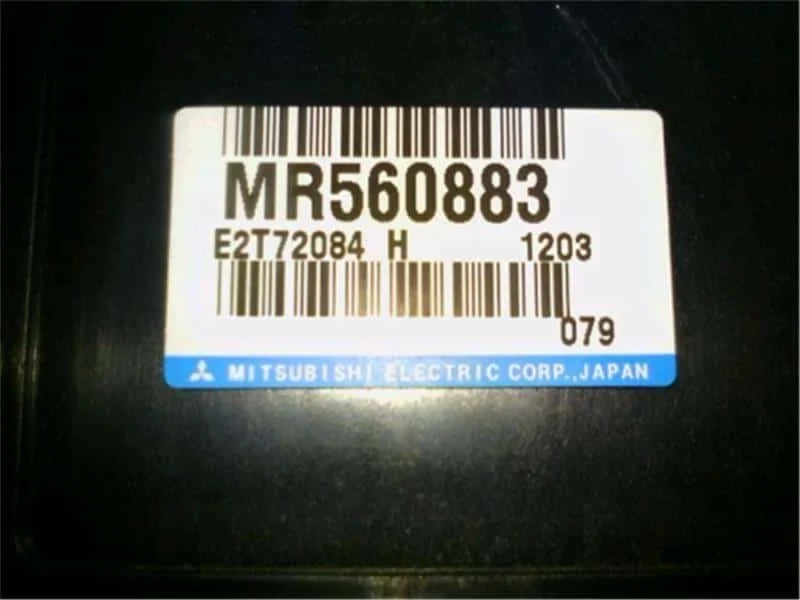 MR560883
E2T72084 H 1203
079
MITSUBISHI ELECTRIC CORP.,JAPAN